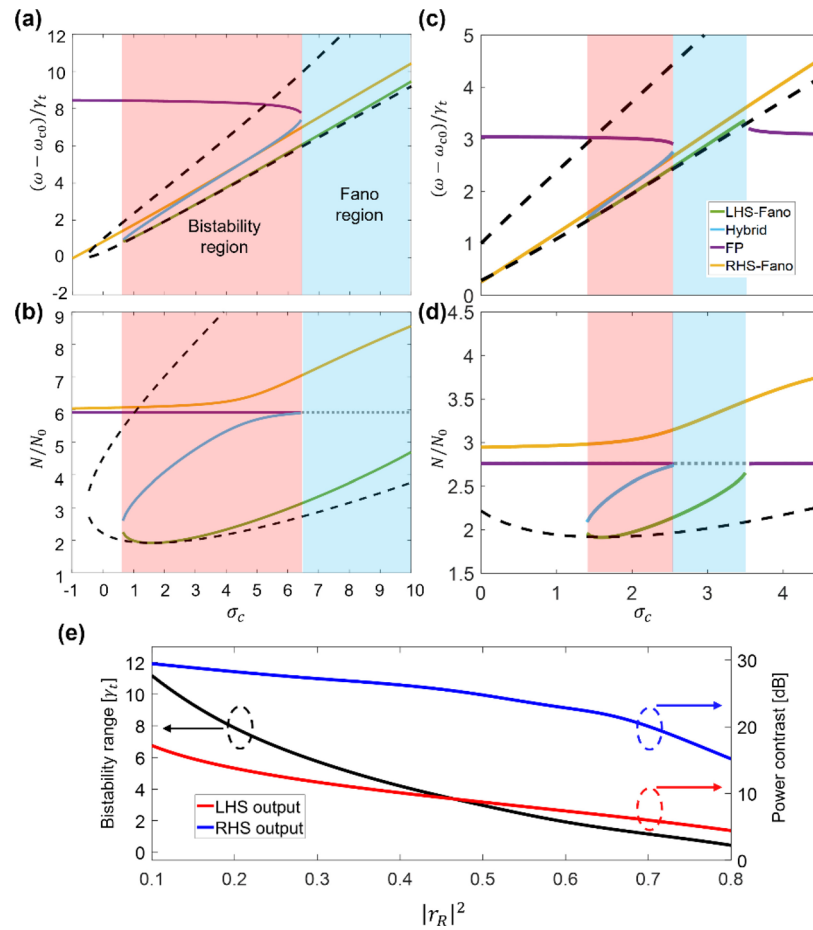 (a)
12
10
8
6
4
2
0
-2
(ω − ω_c0)/γ_t
Bistability
region
Fano
region
(b)
9
8
7
6
5
4
3
2
1
N/N_0
-1 0 1 2 3 4 5 6 7 8 9 10
σ_c
(c)
5
4
3
2
1
0
(ω − ω_c0)/γ_t
LHS-Fano
Hybrid
FP
RHS-Fano
(d)
4.5
4
3.5
3
2.5
2
1.5
N/N_0
0 1 2 3 4
σ_c
(e)
12
10
8
6
4
2
0
Bistability range [γ_t]
LHS output
RHS output
30
20
10
0
Power contrast [dB]
0.1 0.2 0.3 0.4 0.5 0.6 0.7 0.8
|r_R|²